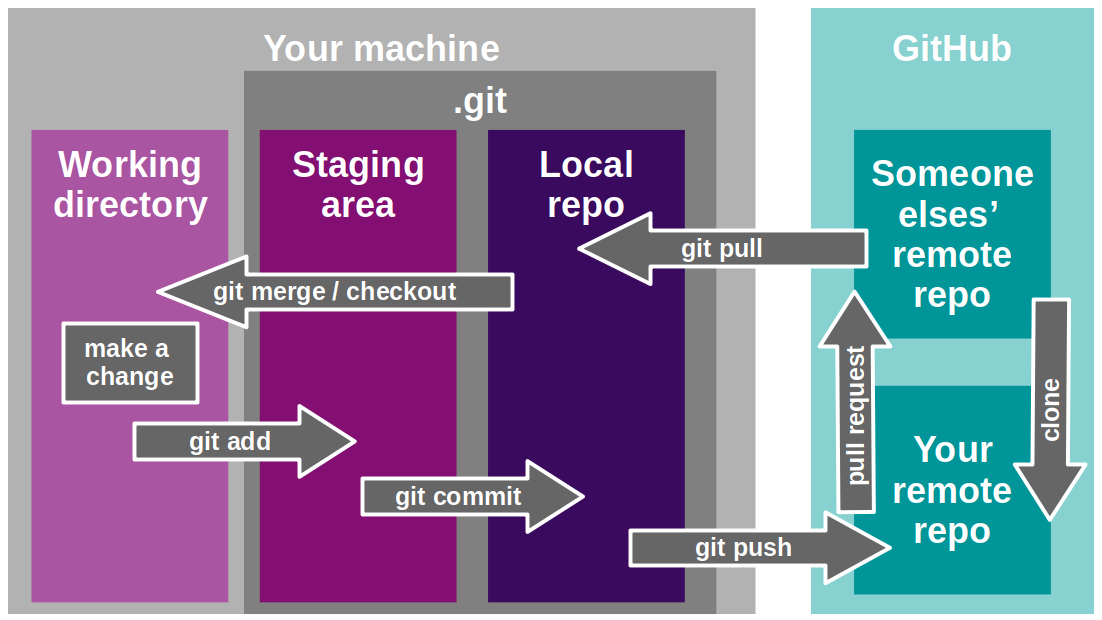 Your machine
GitHub
.git
Working
directory
Staging
area
Local
repo
Someone
elses’
remote
repo
git pull
git merge / checkout
make a
change
git add
git commit
git push
pull request
clone
Your
remote
repo